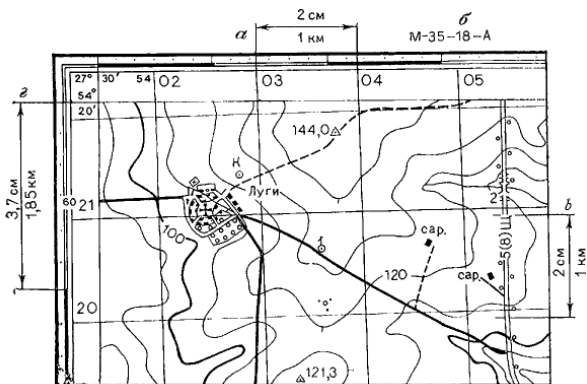 2 см
а
б
1 км
М-35-18-А
27° 30′ 54
02
03
04
05
54°
20′
г
144,0
К
Луги
3,7 см
1,85 км
60
21
2
в
100
1
сар.
5(8)Щ
120
сар.
2 см
1 км
20
121,3